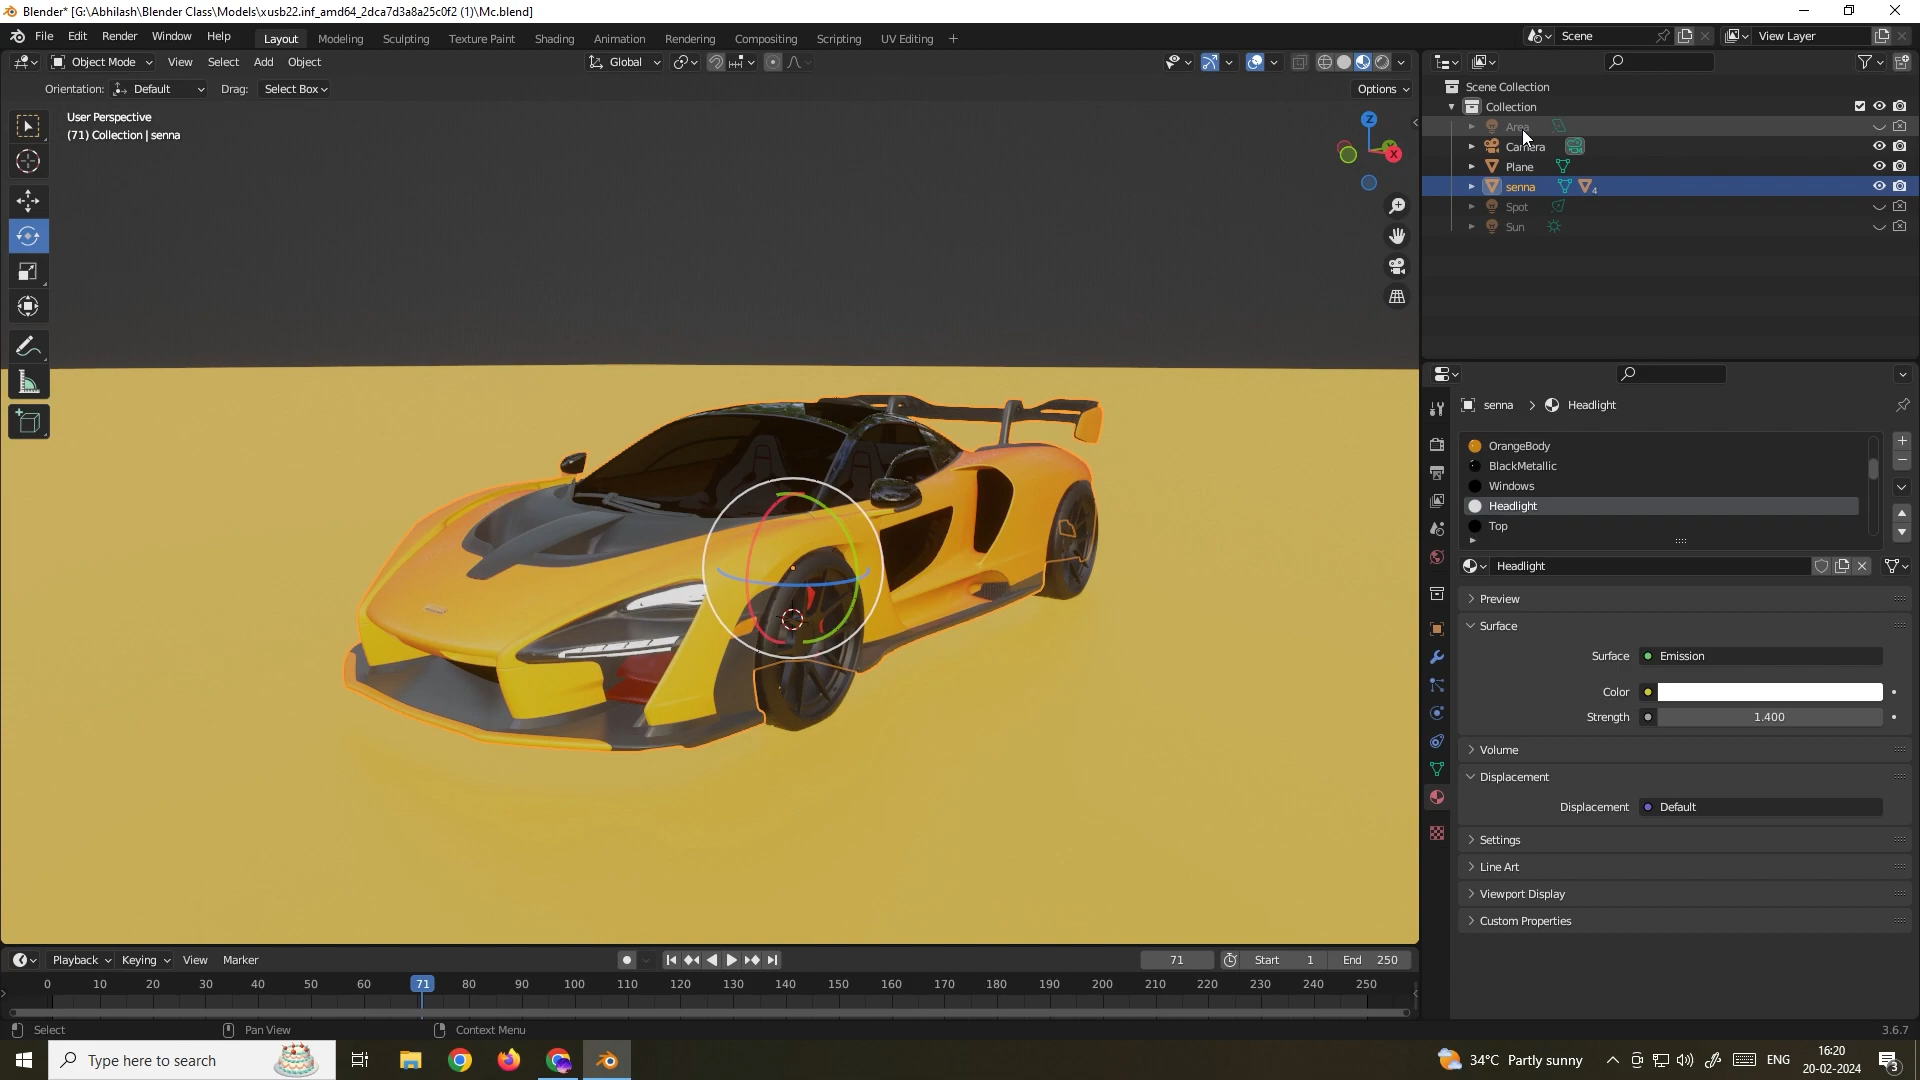 Blender* [G:\Abhilash\Blender Class\Models\xusb22.inf_amd64_2dca7d3a8a25c0f2 (1)\Mc.blend]
File Edit Render Window Help Layout Modeling Sculpting Texture Paint Shading Animation Rendering Compositing Scripting UV Editing + Scene View Layer
Object Mode View Select Add Object Global
Orientation: Default Drag: Select Box Options
User Perspective
(71) Collection | senna
Z
X
Scene Collection
Collection
Area
Camera
Plane
senna 4
Spot
Sun
senna > Headlight
OrangeBody
BlackMetallic
Windows
Headlight
Top
Headlight
Preview
Surface
Surface Emission
Color
Strength 1.400
Volume
Displacement
Displacement Default
Settings
Line Art
Viewport Display
Custom Properties
Playback Keying View Marker 71 Start 1 End 250
0 10 20 30 40 50 60 71 80 90 100 110 120 130 140 150 160 170 180 190 200 210 220 230 240 250
Select Pan View Context Menu 3.6.7
Type here to search 34°C Partly sunny ENG 16:20
20-02-2024 3